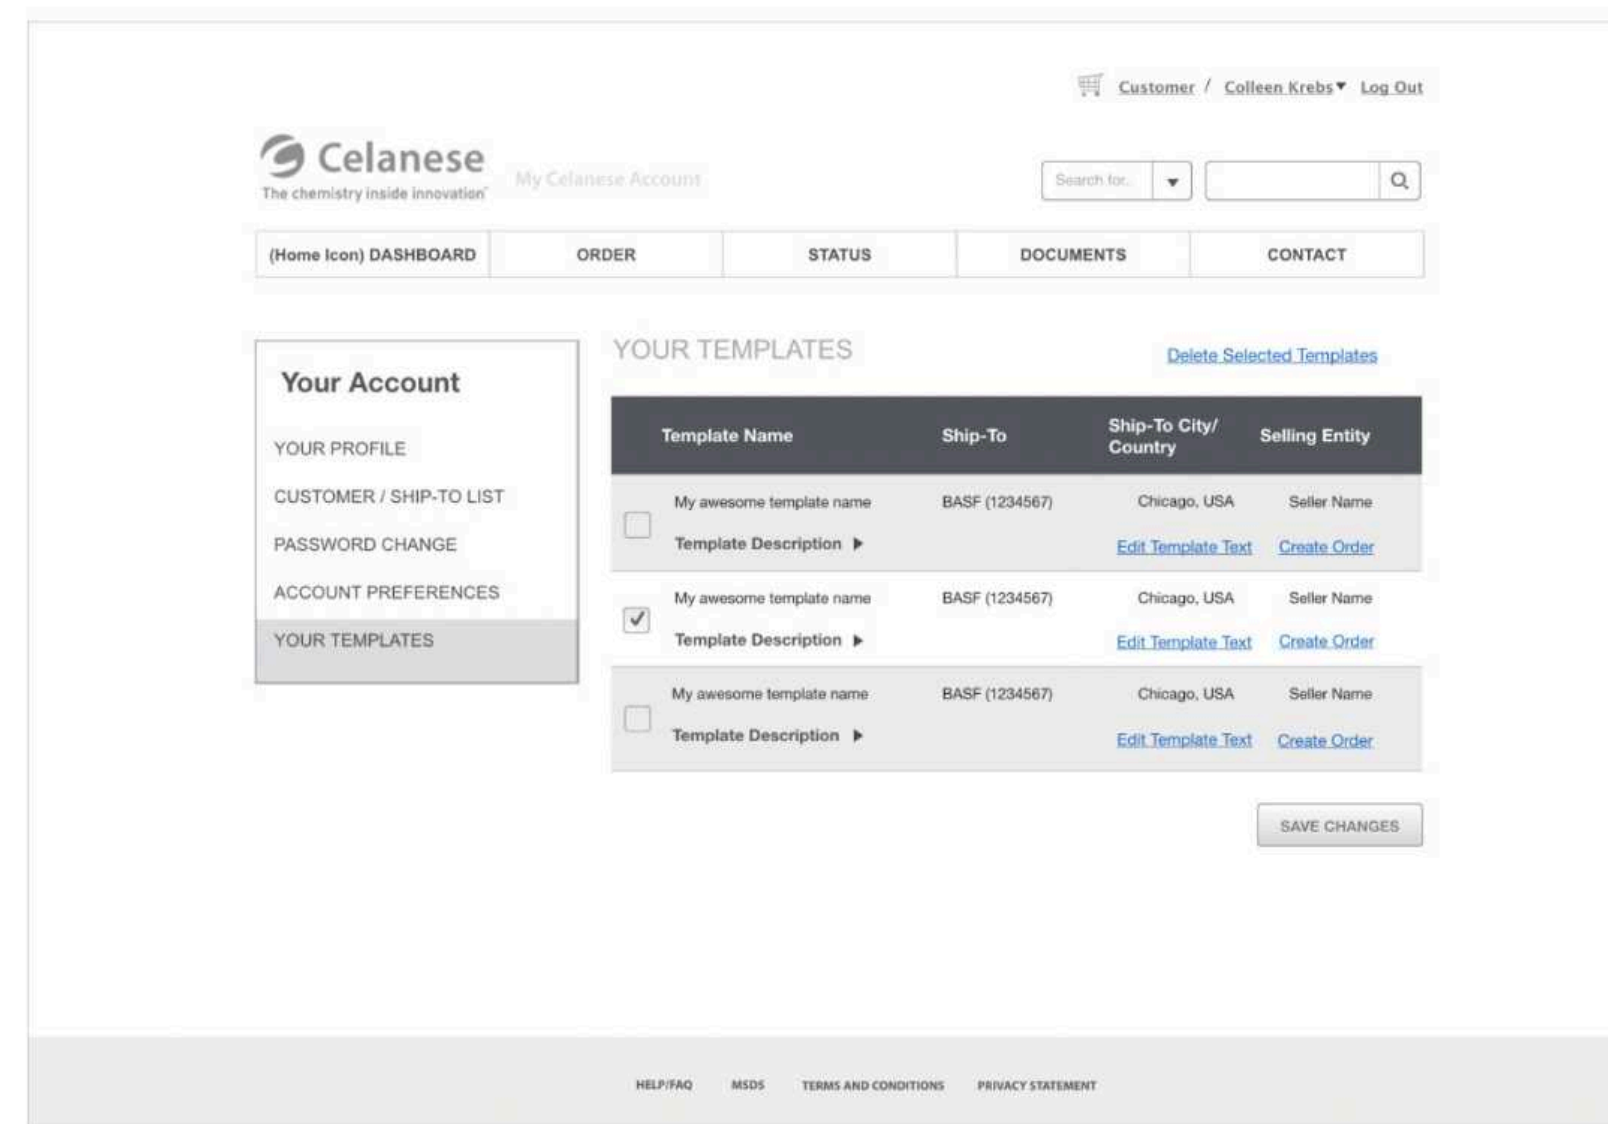 Customer / Colleen Krebs▼ Log Out
Celanese
The chemistry inside innovation™
My Celanese Account
Search for..
(Home Icon) DASHBOARD
ORDER
STATUS
DOCUMENTS
CONTACT
Your Account
YOUR PROFILE
CUSTOMER / SHIP-TO LIST
PASSWORD CHANGE
ACCOUNT PREFERENCES
YOUR TEMPLATES
YOUR TEMPLATES
Delete Selected Templates
Template Name Ship-To Ship-To City/ Country Selling Entity
My awesome template name BASF (1234567) Chicago, USA Seller Name
Template Description ▶ Edit Template Text Create Order
My awesome template name BASF (1234567) Chicago, USA Seller Name
Template Description ▶ Edit Template Text Create Order
My awesome template name BASF (1234567) Chicago, USA Seller Name
Template Description ▶ Edit Template Text Create Order
SAVE CHANGES
HELP/FAQ MSDS TERMS AND CONDITIONS PRIVACY STATEMENT